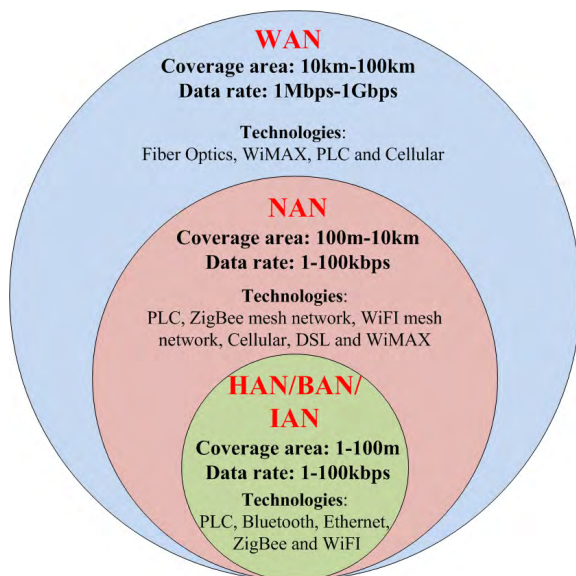 WAN
Coverage area: 10km-100km
Data rate: 1Mbps-1Gbps
Technologies:
Fiber Optics, WiMAX, PLC and Cellular
NAN
Coverage area: 100m-10km
Data rate: 1-100kbps
Technologies:
PLC, ZigBee mesh network, WiFI mesh
network, Cellular, DSL and WiMAX
HAN/BAN/
IAN
Coverage area: 1-100m
Data rate: 1-100kbps
Technologies:
PLC, Bluetooth, Ethernet,
ZigBee and WiFI